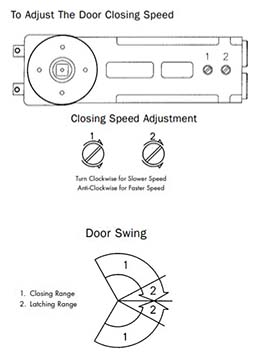 To Adjust The Door Closing Speed
1 2
Closing Speed Adjustment
1 2
Turn Clockwise for Slower Speed
Anti-Clockwise for Faster Speed
Door Swing
1
2
2
1
1. Closing Range
2. Latching Range